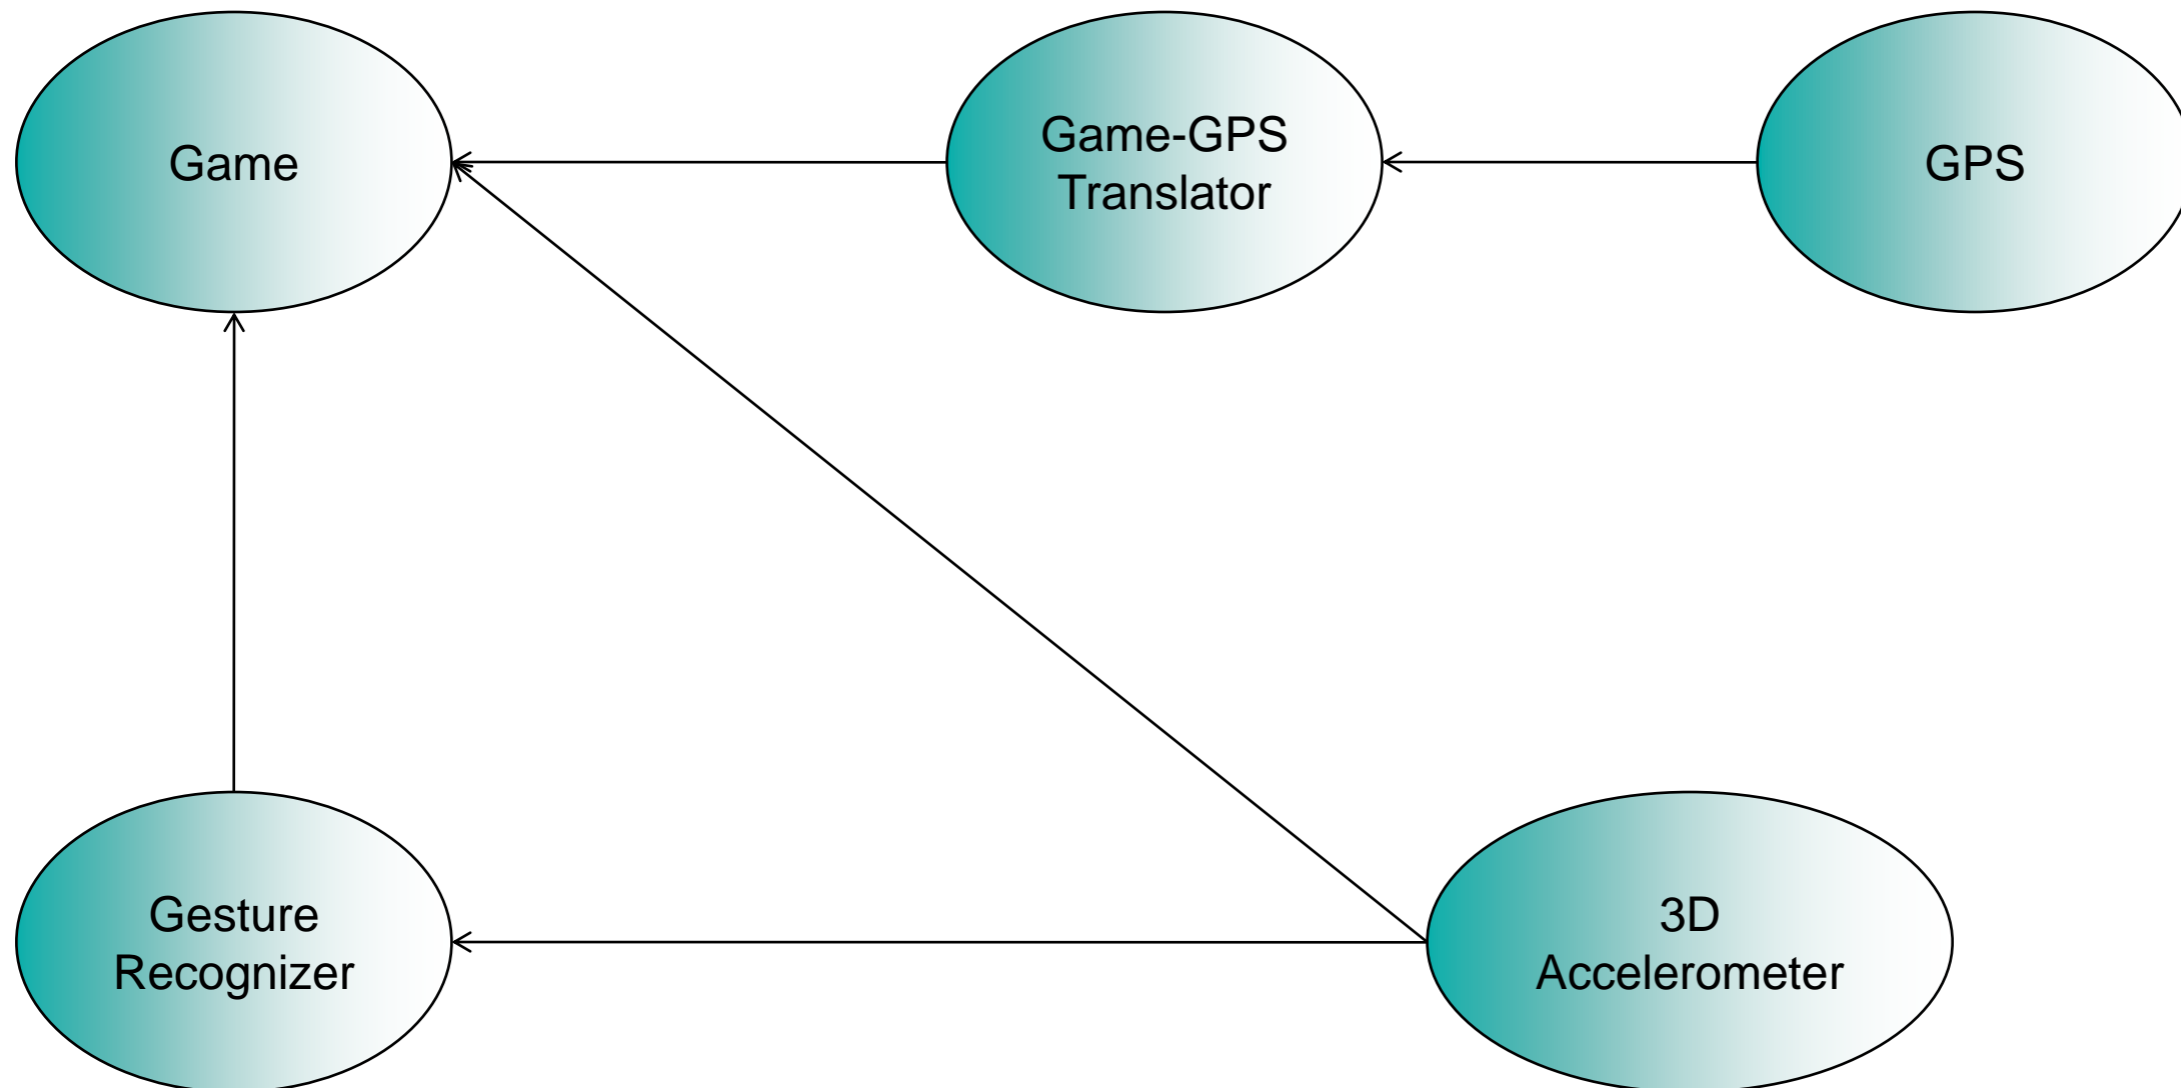 Game
Game-GPS
Translator
GPS
Gesture
Recognizer
3D
Accelerometer